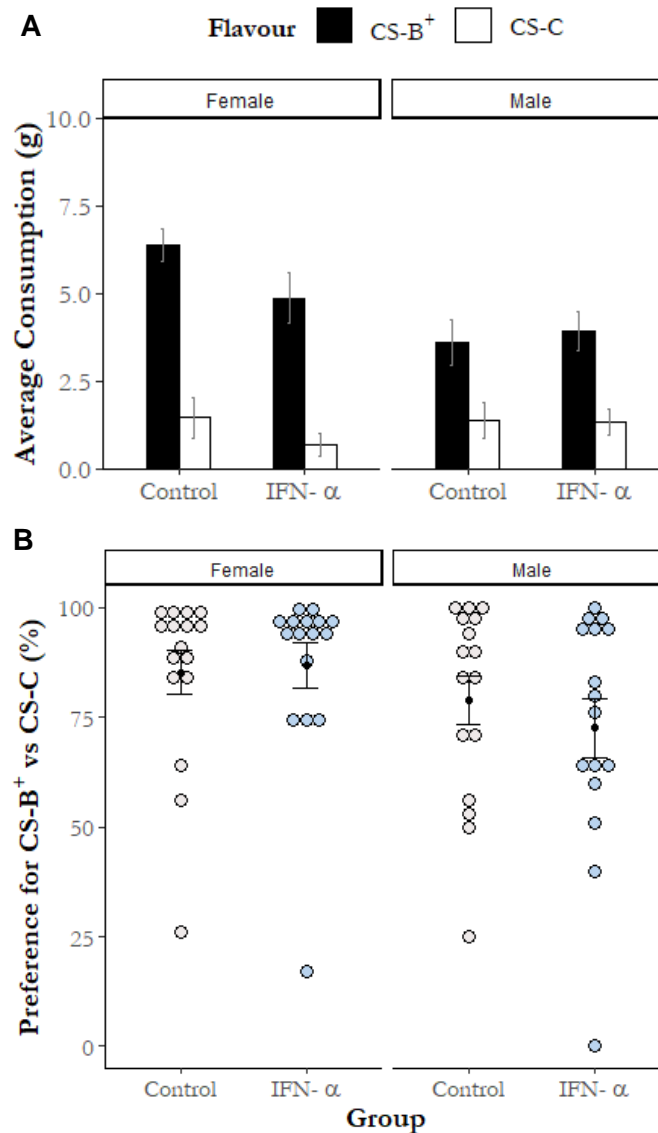 A
Flavour CS-B+ CS-C
Female Male
Average Consumption (g)
10.0
7.5
5.0
2.5
0.0
Control IFN- α Control IFN- α
B
Female Male
Preference for CS-B+ vs CS-C (%)
100
75
50
25
0
Control IFN- α Control IFN- α
Group